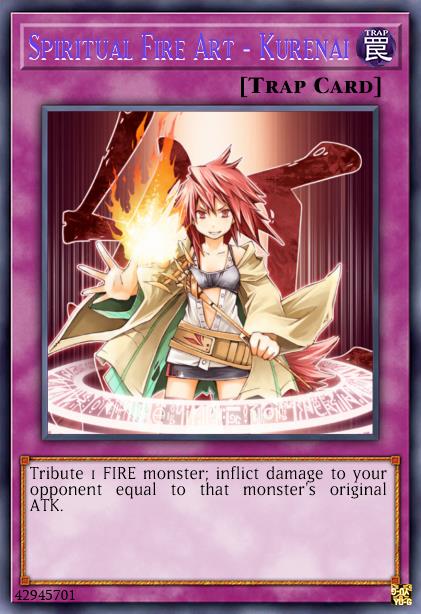 Spiritual Fire Art - Kurenai
TRAP
罠
[Trap Card]
Tribute 1 FIRE monster; inflict damage to your
opponent equal to that monster's original
ATK.
42945701